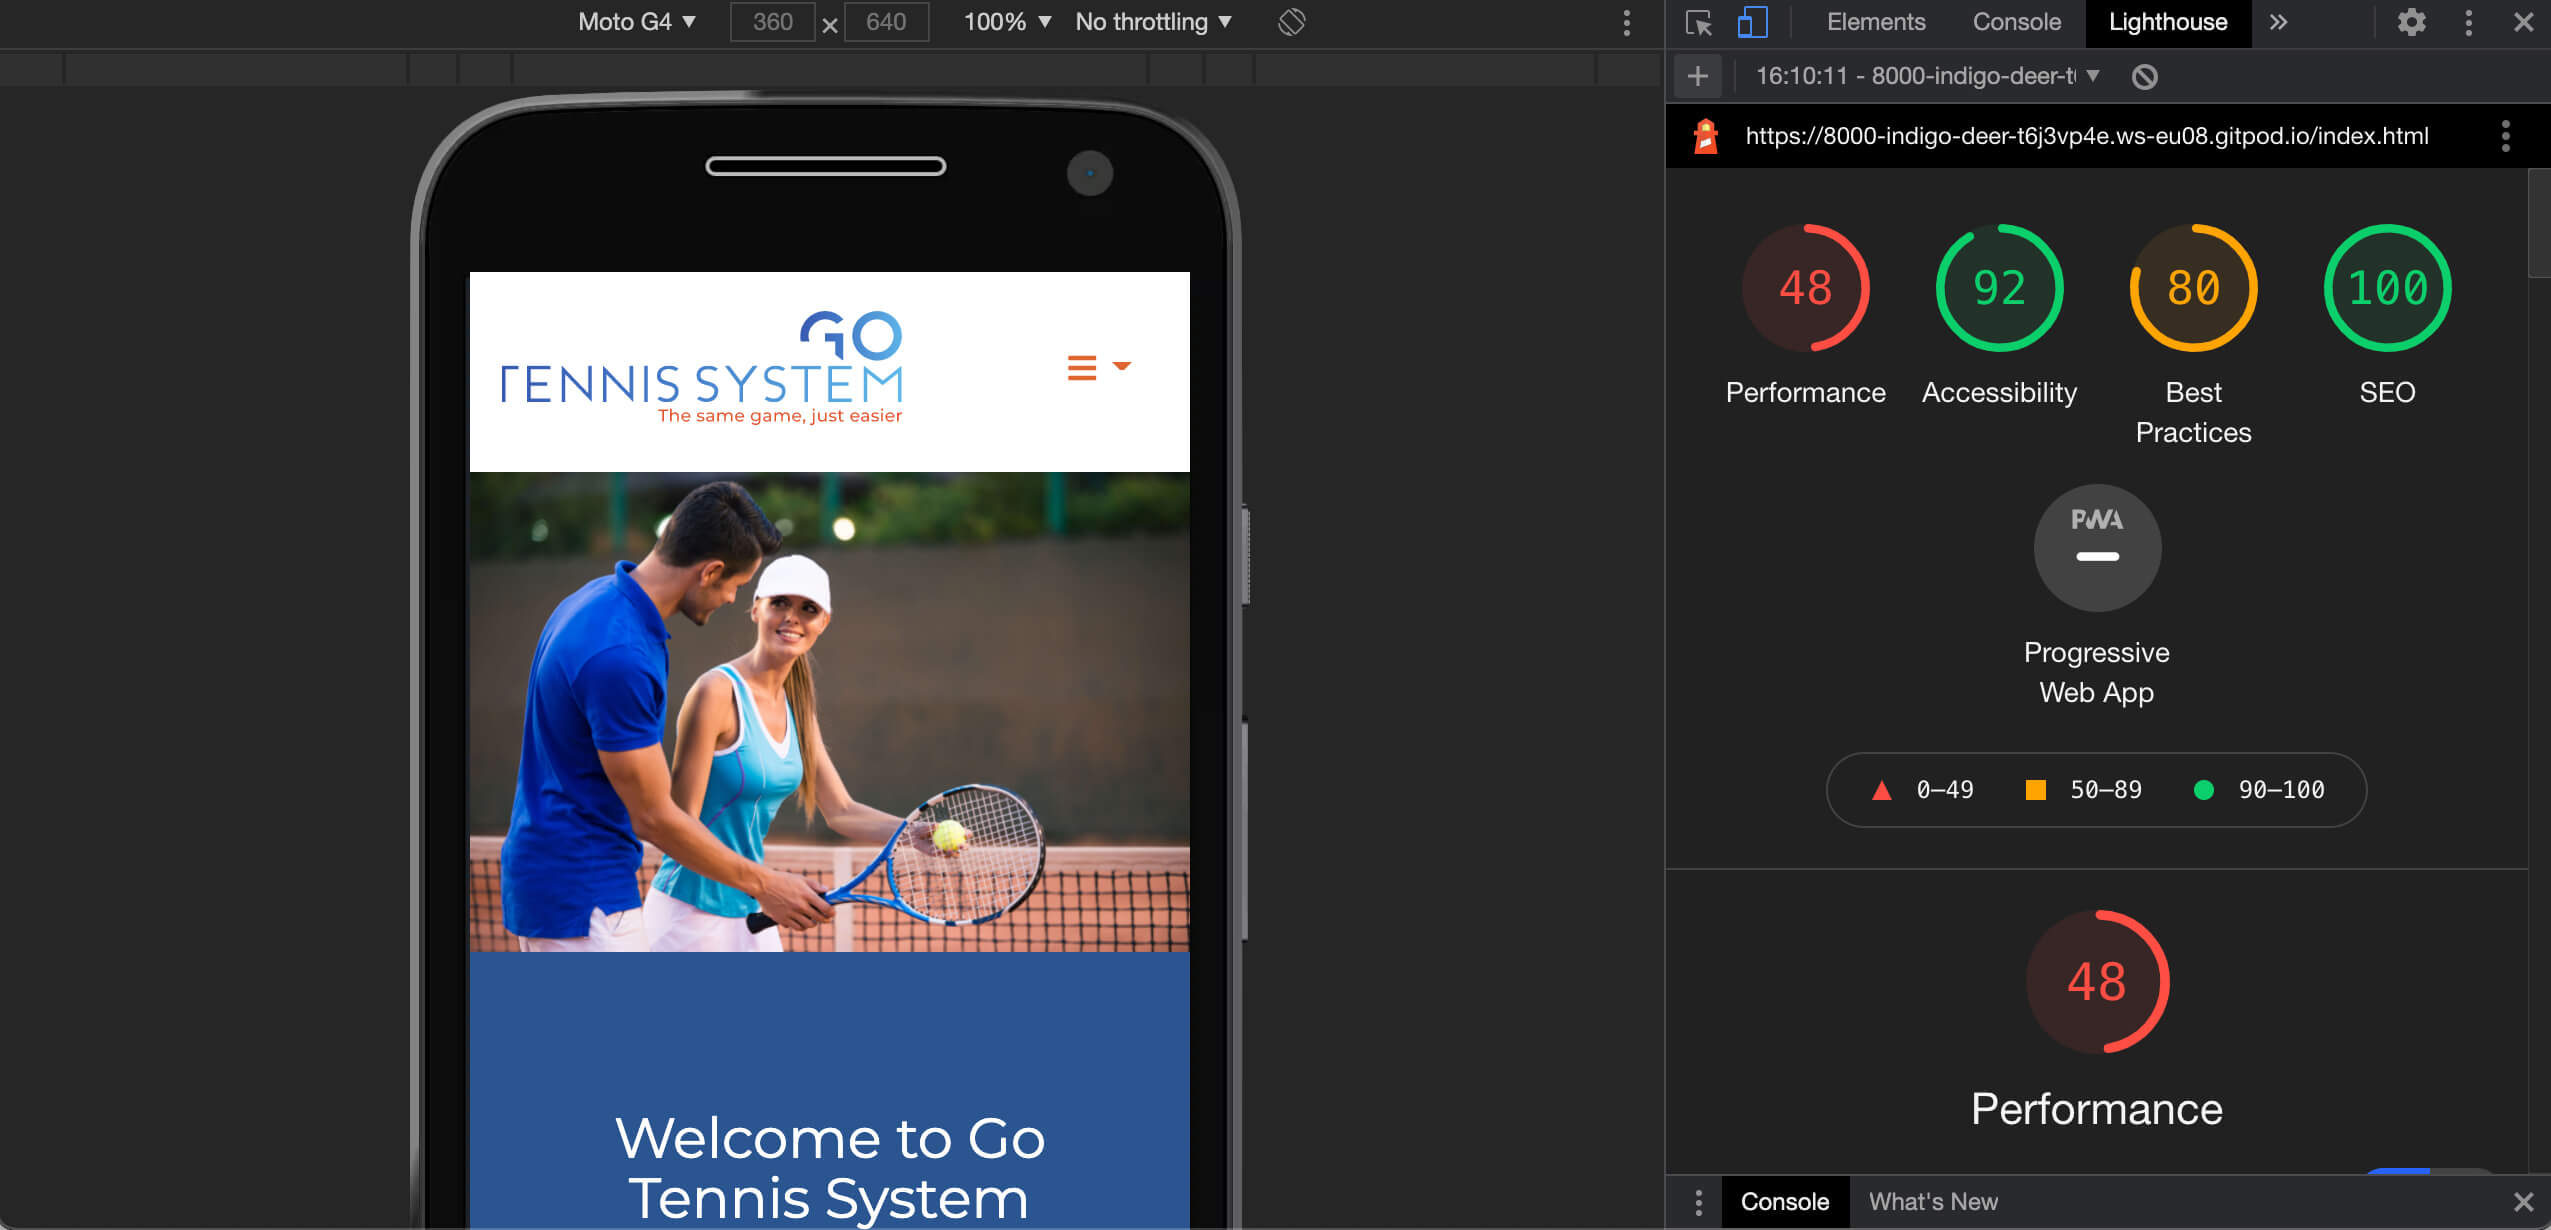 Moto G4
360 × 640
100%
No throttling
Elements
Console
Lighthouse
16:10:11 - 8000-indigo-deer-t
https://8000-indigo-deer-t6j3vp4e.ws-eu08.gitpod.io/index.html
GO
TENNIS SYSTEM
The same game, just easier
Welcome to Go
Tennis System
48
92
80
100
Performance
Accessibility
Best
Practices
SEO
PWA
Progressive
Web App
0–49
50–89
90–100
48
Performance
Console
What's New